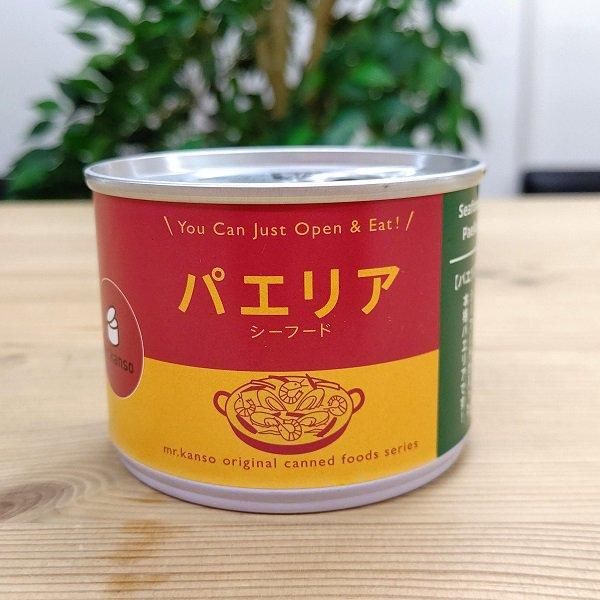 You Can Just Open & Eat!
パエリア
シーフード
mr.kanso original canned foods series
kanso